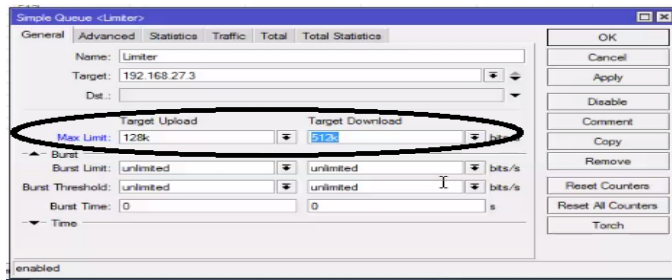 Simple Queue <Limiter>
General Advanced Statistics Traffic Total Total Statistics
Name: Limiter
Target: 192.168.27.3
Dst.:
Target Upload Target Download
Max Limit: 128k 512k bits/s
Burst
Burst Limit: unlimited unlimited bits/s
Burst Threshold: unlimited unlimited bits/s
Burst Time: 0 0 s
Time
enabled
OK
Cancel
Apply
Disable
Comment
Copy
Remove
Reset Counters
Reset All Counters
Torch